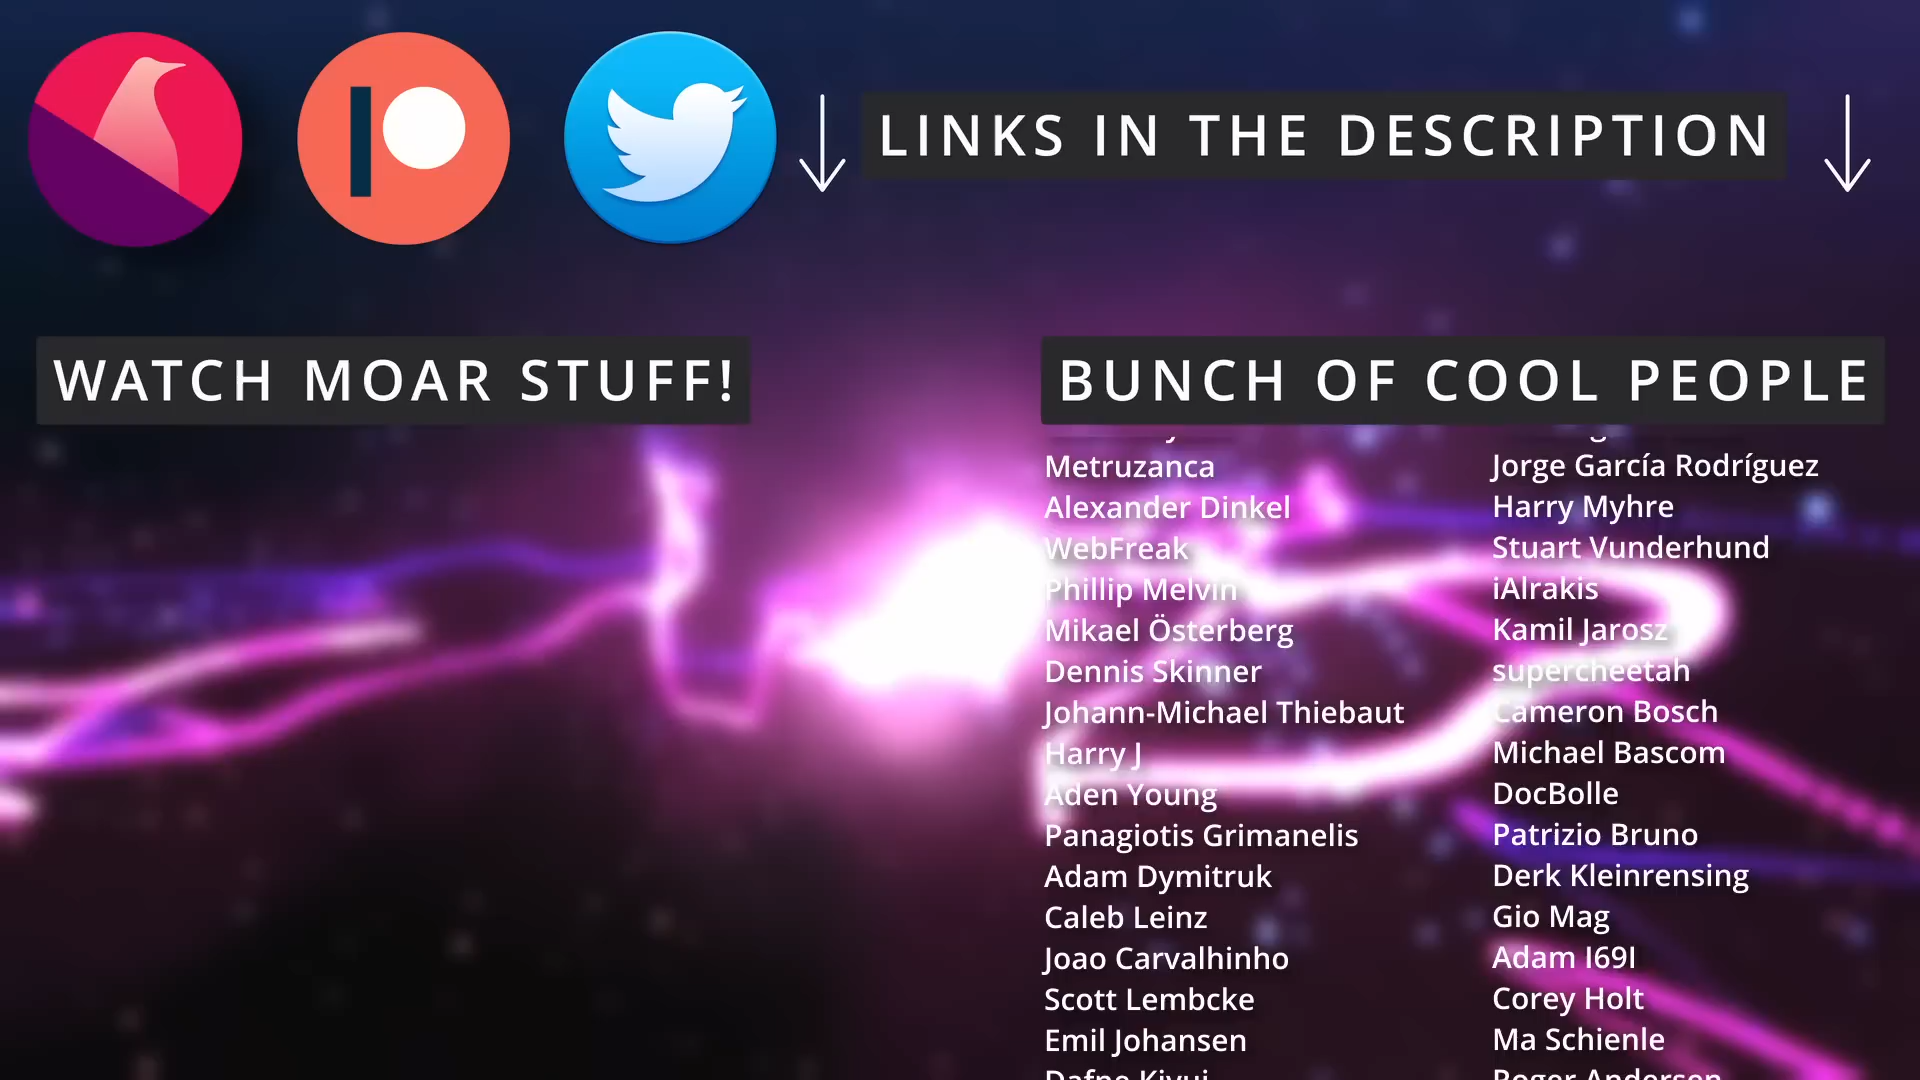 LINKS IN THE DESCRIPTION
WATCH MOAR STUFF!
BUNCH OF COOL PEOPLE
Metruzanca
Alexander Dinkel
WebFreak
Phillip Melvin
Mikael Österberg
Dennis Skinner
Johann-Michael Thiebaut
Harry J
Aden Young
Panagiotis Grimanelis
Adam Dymitruk
Caleb Leinz
Joao Carvalhinho
Scott Lembcke
Emil Johansen
Jorge García Rodríguez
Harry Myhre
Stuart Vunderhund
iAlrakis
Kamil Jarosz
supercheetah
Cameron Bosch
Michael Bascom
DocBolle
Patrizio Bruno
Derk Kleinrensing
Gio Mag
Adam I69I
Corey Holt
Ma Schienle